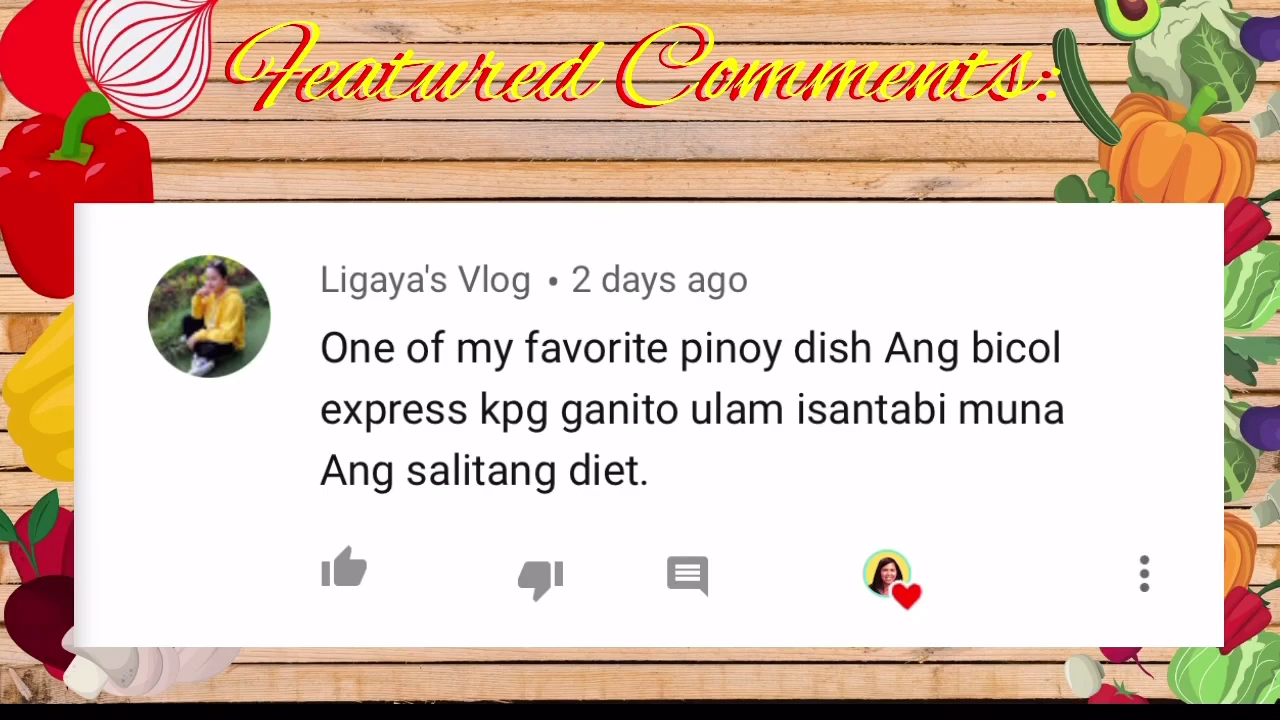 Featured Comments:
Ligaya's Vlog • 2 days ago
One of my favorite pinoy dish Ang bicol
express kpg ganito ulam isantabi muna
Ang salitang diet.